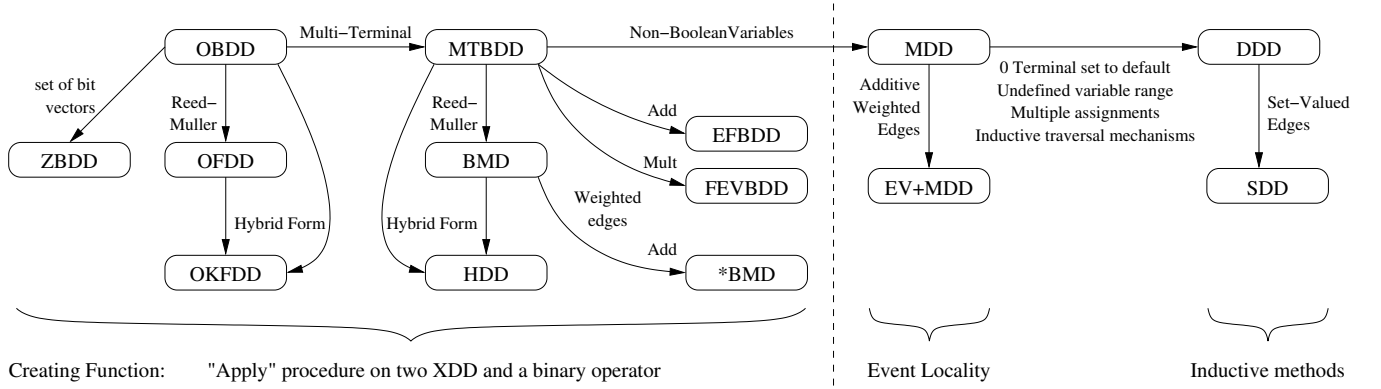 OBDD
Multi-Terminal
MTBDD
Non-BooleanVariables
MDD
DDD
set of bit
vectors
Reed-
Muller
Reed-
Muller
Add
EFBDD
Additive
Weighted
Edges
0 Terminal set to default
Undefined variable range
Multiple assignments
Inductive traversal mechanisms
Set-Valued
Edges
ZBDD
OFDD
BMD
Mult
FEVBDD
EV+MDD
SDD
Hybrid Form
Hybrid Form
Weighted
edges
OKFDD
HDD
Add
*BMD
Creating Function:
"Apply" procedure on two XDD and a binary operator
Event Locality
Inductive methods